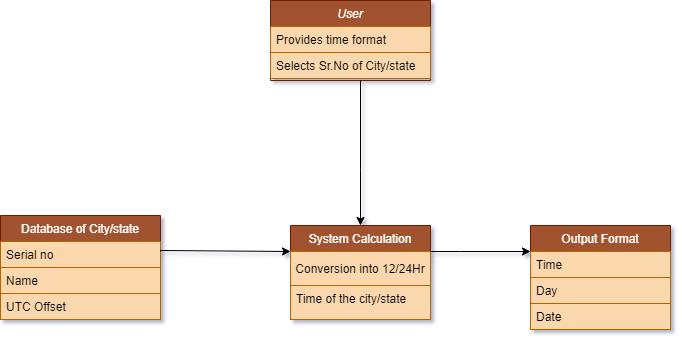 User
Provides time format
Selects Sr.No of City/state
Database of City/state
Serial no
Name
UTC Offset
System Calculation
Conversion into 12/24Hr
Time of the city/state
Output Format
Time
Day
Date